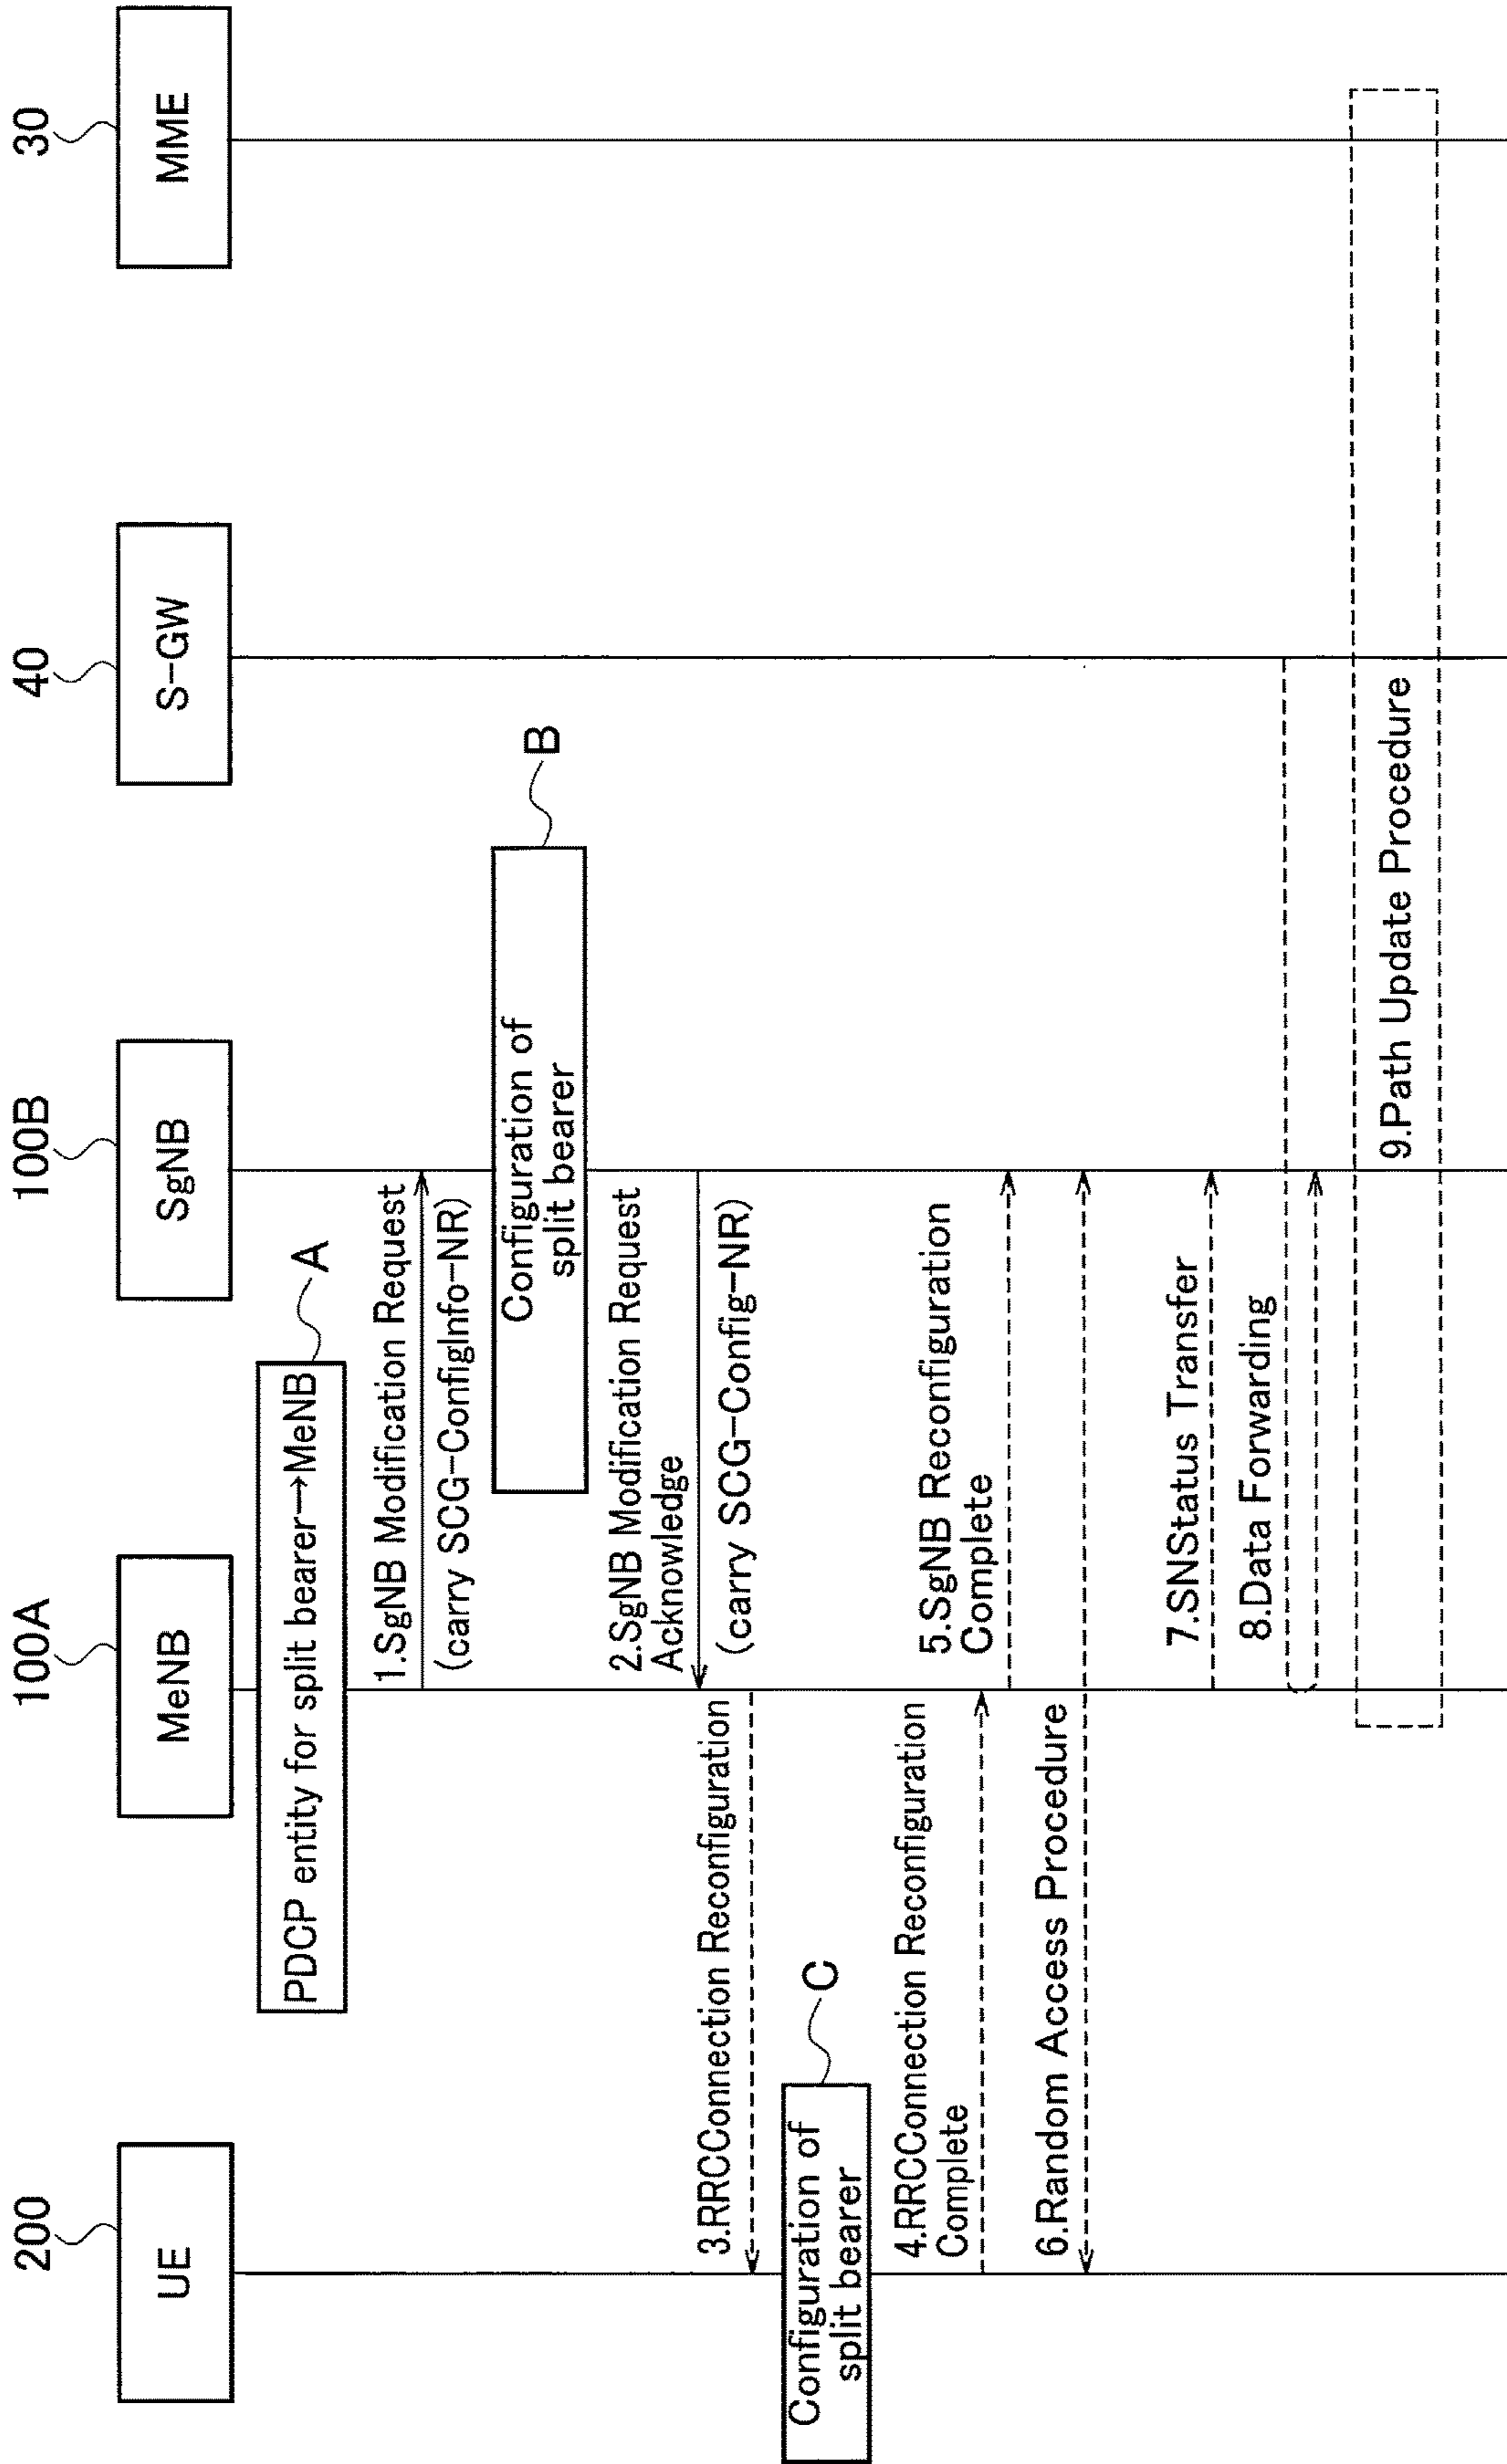 200
100A
100B
40
30
UE
MeNB
SgNB
S-GW
MME
PDCP entity for split bearer→MeNB
A
1.SgNB Modification Request
(carry SCG-ConfigInfo-NR)
Configuration of
split bearer
B
2.SgNB Modification Request
Acknowledge
(carry SCG-Config-NR)
3.RRCConnection Reconfiguration
Configuration of
split bearer
C
4.RRCConnection Reconfiguration
Complete
5.SgNB Reconfiguration
Complete
6.Random Access Procedure
7.SNStatus Transfer
8.Data Forwarding
9.Path Update Procedure